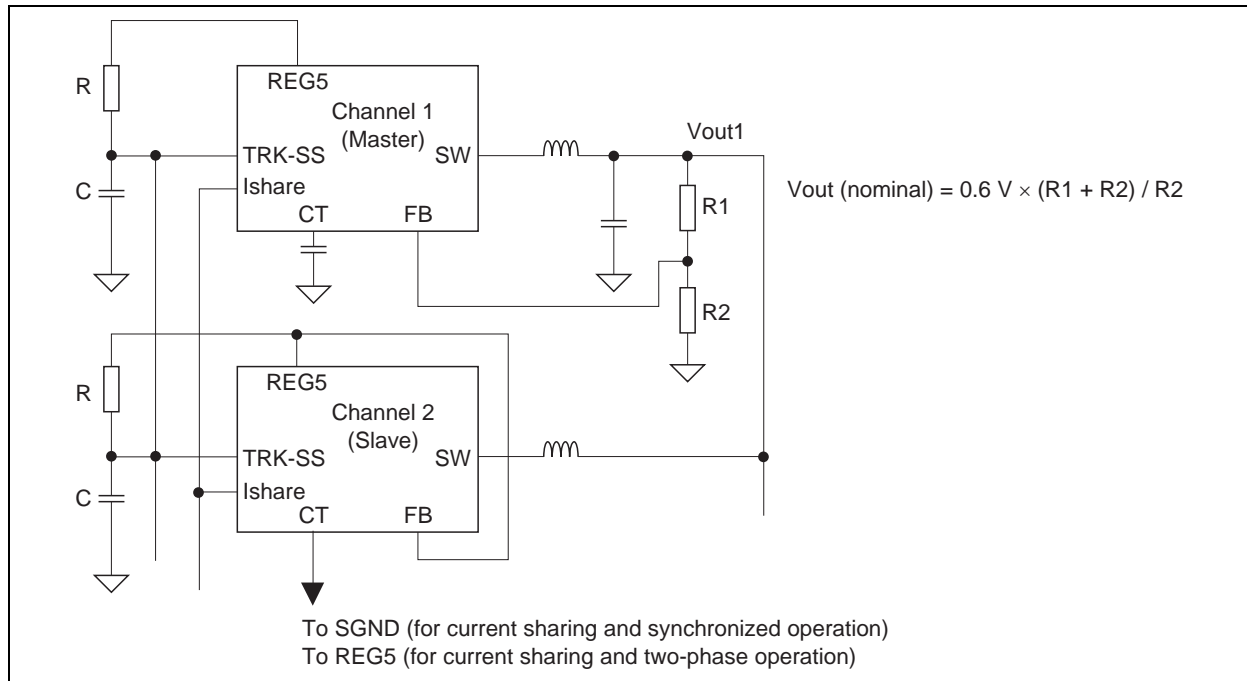 R
REG5
Channel 1
(Master)
Vout1
TRK-SS
SW
C
Ishare
CT
FB
R1
Vout (nominal) = 0.6 V × (R1 + R2) / R2
R2
R
REG5
Channel 2
(Slave)
TRK-SS
SW
C
Ishare
CT
FB
To SGND (for current sharing and synchronized operation)
To REG5 (for current sharing and two-phase operation)